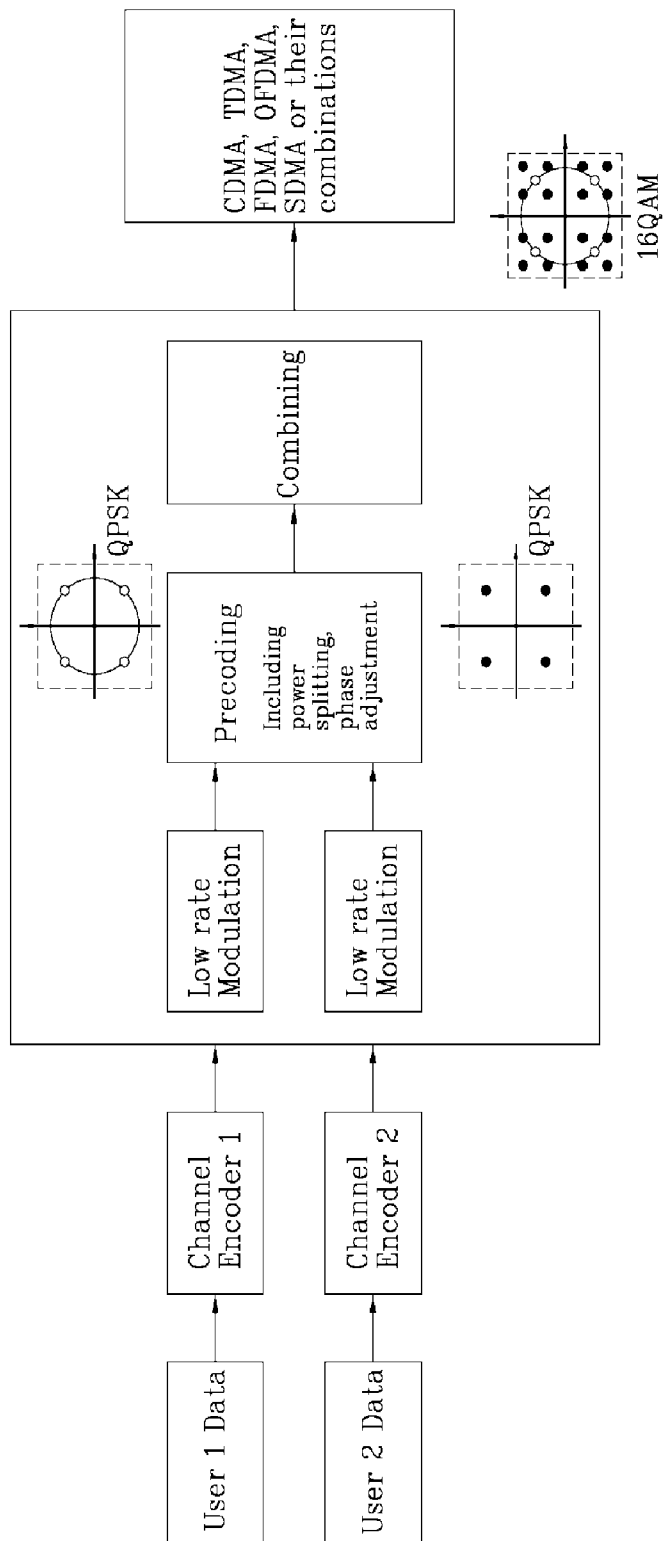 User 1 Data
User 2 Data
Channel
Encoder 1
Channel
Encoder 2
Low rate
Modulation
Low rate
Modulation
Precoding
Including
power
splitting,
phase
adjustment
QPSK
QPSK
Combining
CDMA, TDMA,
FDMA, OFDMA,
SDMA or their
combinations
16QAM